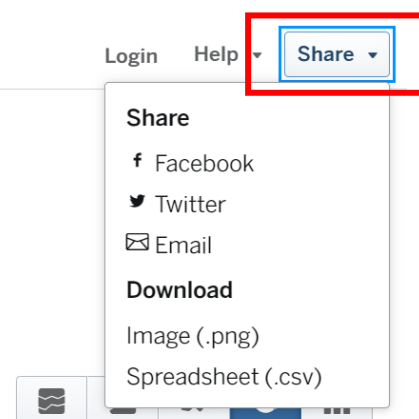 Login Help Share
Share
Facebook
Twitter
Email
Download
Image (.png)
Spreadsheet (.csv)